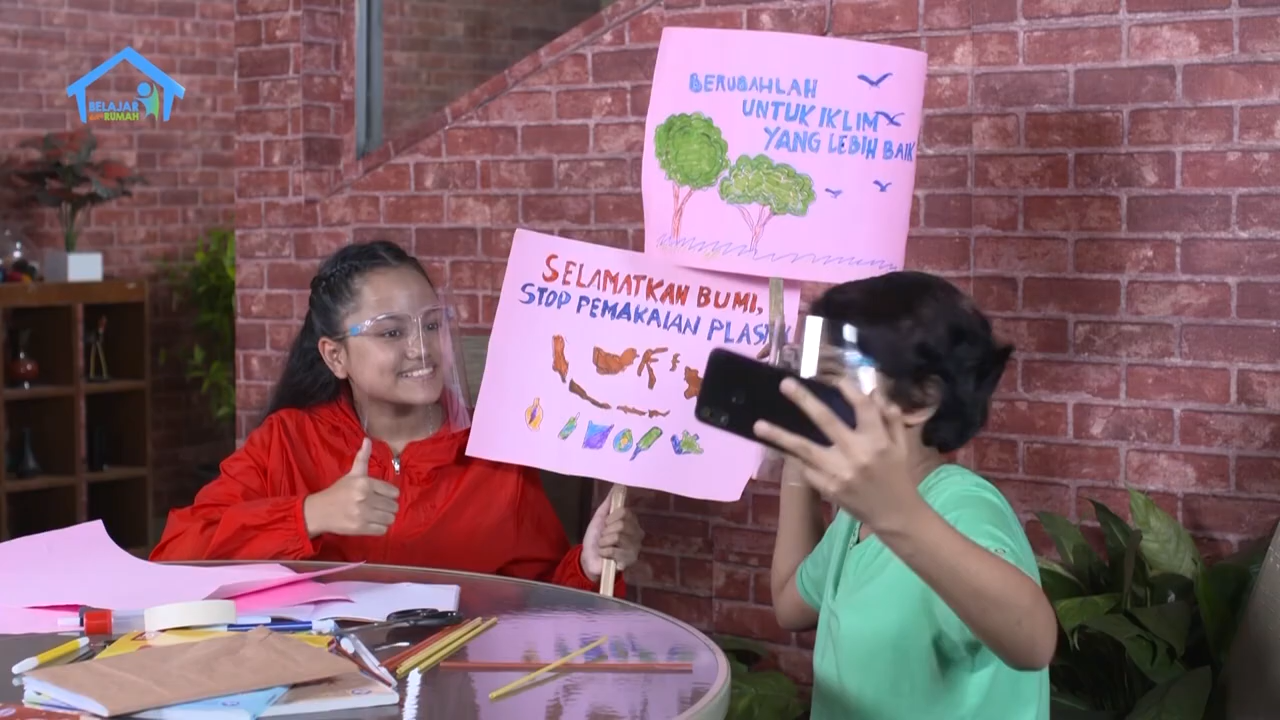 BELAJAR
RUMAH
BERUBAHLAH
UNTUK IKLIM
YANG LEBIH BAIK
SELAMATKAN BUMI,
STOP PEMAKAIAN PLAS